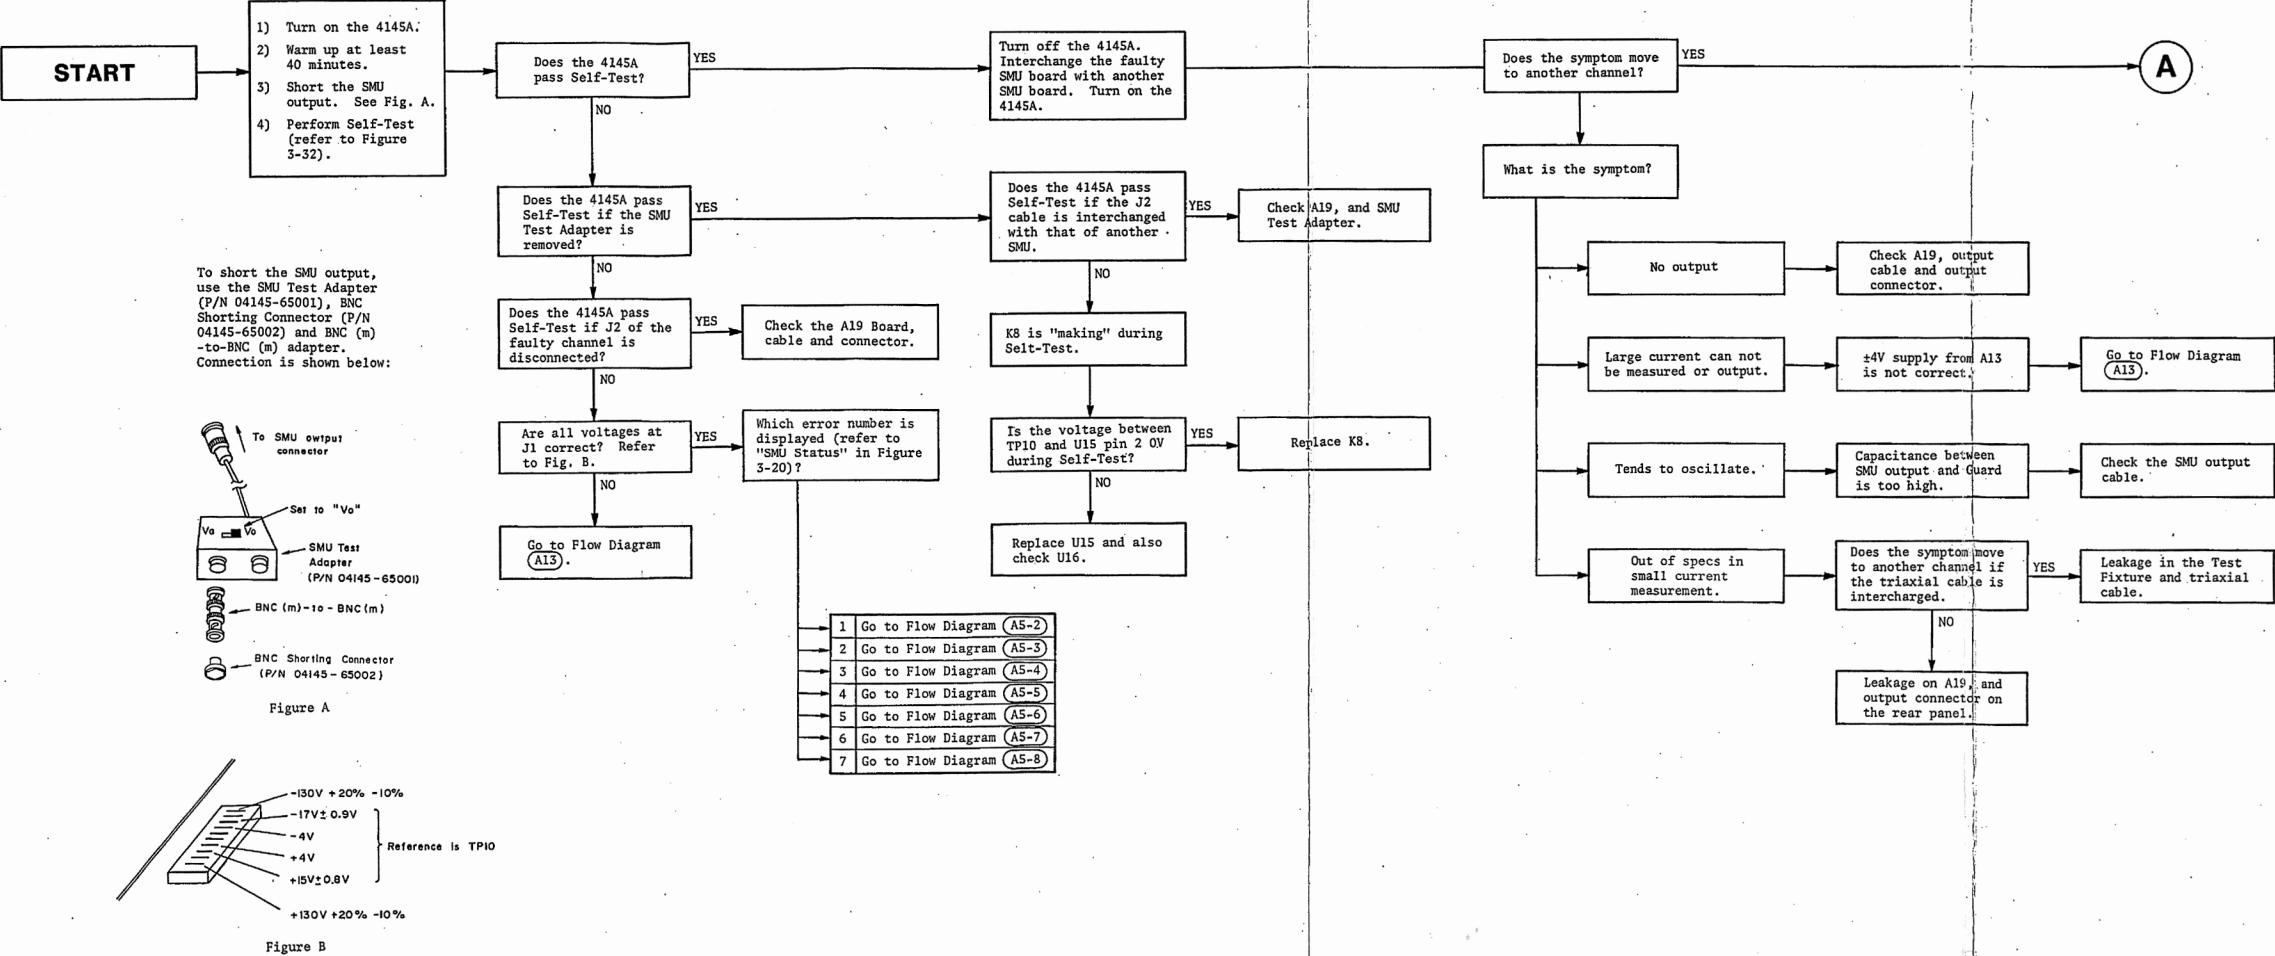 START
1) Turn on the 4145A.
2) Warm up at least
40 minutes.
3) Short the SMU
output. See Fig. A.
4) Perform Self-Test
(refer to Figure
3-32).
Does the 4145A
pass Self-Test?
YES
NO
Turn off the 4145A.
Interchange the faulty
SMU board with another
SMU board. Turn on the
4145A.
Does the symptom move
to another channel?
YES
A
What is the symptom?
Does the 4145A pass
Self-Test if the SMU
Test Adapter is
removed?
YES
NO
Does the 4145A pass
Self-Test if the J2
cable is interchanged
with that of another
SMU.
YES
NO
Check A19, and SMU
Test Adapter.
Does the 4145A pass
Self-Test if J2 of the
faulty channel is
disconnected?
YES
NO
Check the A19 Board,
cable and connector.
K8 is "making" during
Selt-Test.
Are all voltages at
J1 correct? Refer
to Fig. B.
YES
NO
Which error number is
displayed (refer to
"SMU Status" in Figure
3-20)?
Is the voltage between
TP10 and U15 pin 2 0V
during Self-Test?
YES
NO
Replace K8.
Go to Flow Diagram
A13.
Replace U15 and also
check U16.
1 Go to Flow Diagram A5-2
2 Go to Flow Diagram A5-3
3 Go to Flow Diagram A5-4
4 Go to Flow Diagram A5-5
5 Go to Flow Diagram A5-6
6 Go to Flow Diagram A5-7
7 Go to Flow Diagram A5-8
No output
Check A19, output
cable and output
connector.
Large current can not
be measured or output.
±4V supply from A13
is not correct.
Go to Flow Diagram
A13.
Tends to oscillate.
Capacitance between
SMU output and Guard
is too high.
Check the SMU output
cable.
Out of specs in
small current
measurement.
Does the symptom move
to another channel if
the triaxial cable is
intercharged.
YES
NO
Leakage in the Test
Fixture and triaxial
cable.
Leakage on A19, and
output connector on
the rear panel.
To short the SMU output,
use the SMU Test Adapter
(P/N 04145-65001), BNC
Shorting Connector (P/N
04145-65002) and BNC (m)
-to-BNC (m) adapter.
Connection is shown below:
To SMU owtput
connector
Set to "Vo"
Va Vo
SMU Test
Adapter
(P/N 04145-65001)
BNC (m)-to-BNC (m)
BNC Shorting Connector
(P/N 04145-65002)
Figure A
-130V +20% -10%
-17V±0.9V
-4V
+4V
+15V±0.8V
+130V +20% -10%
Reference is TP10
Figure B